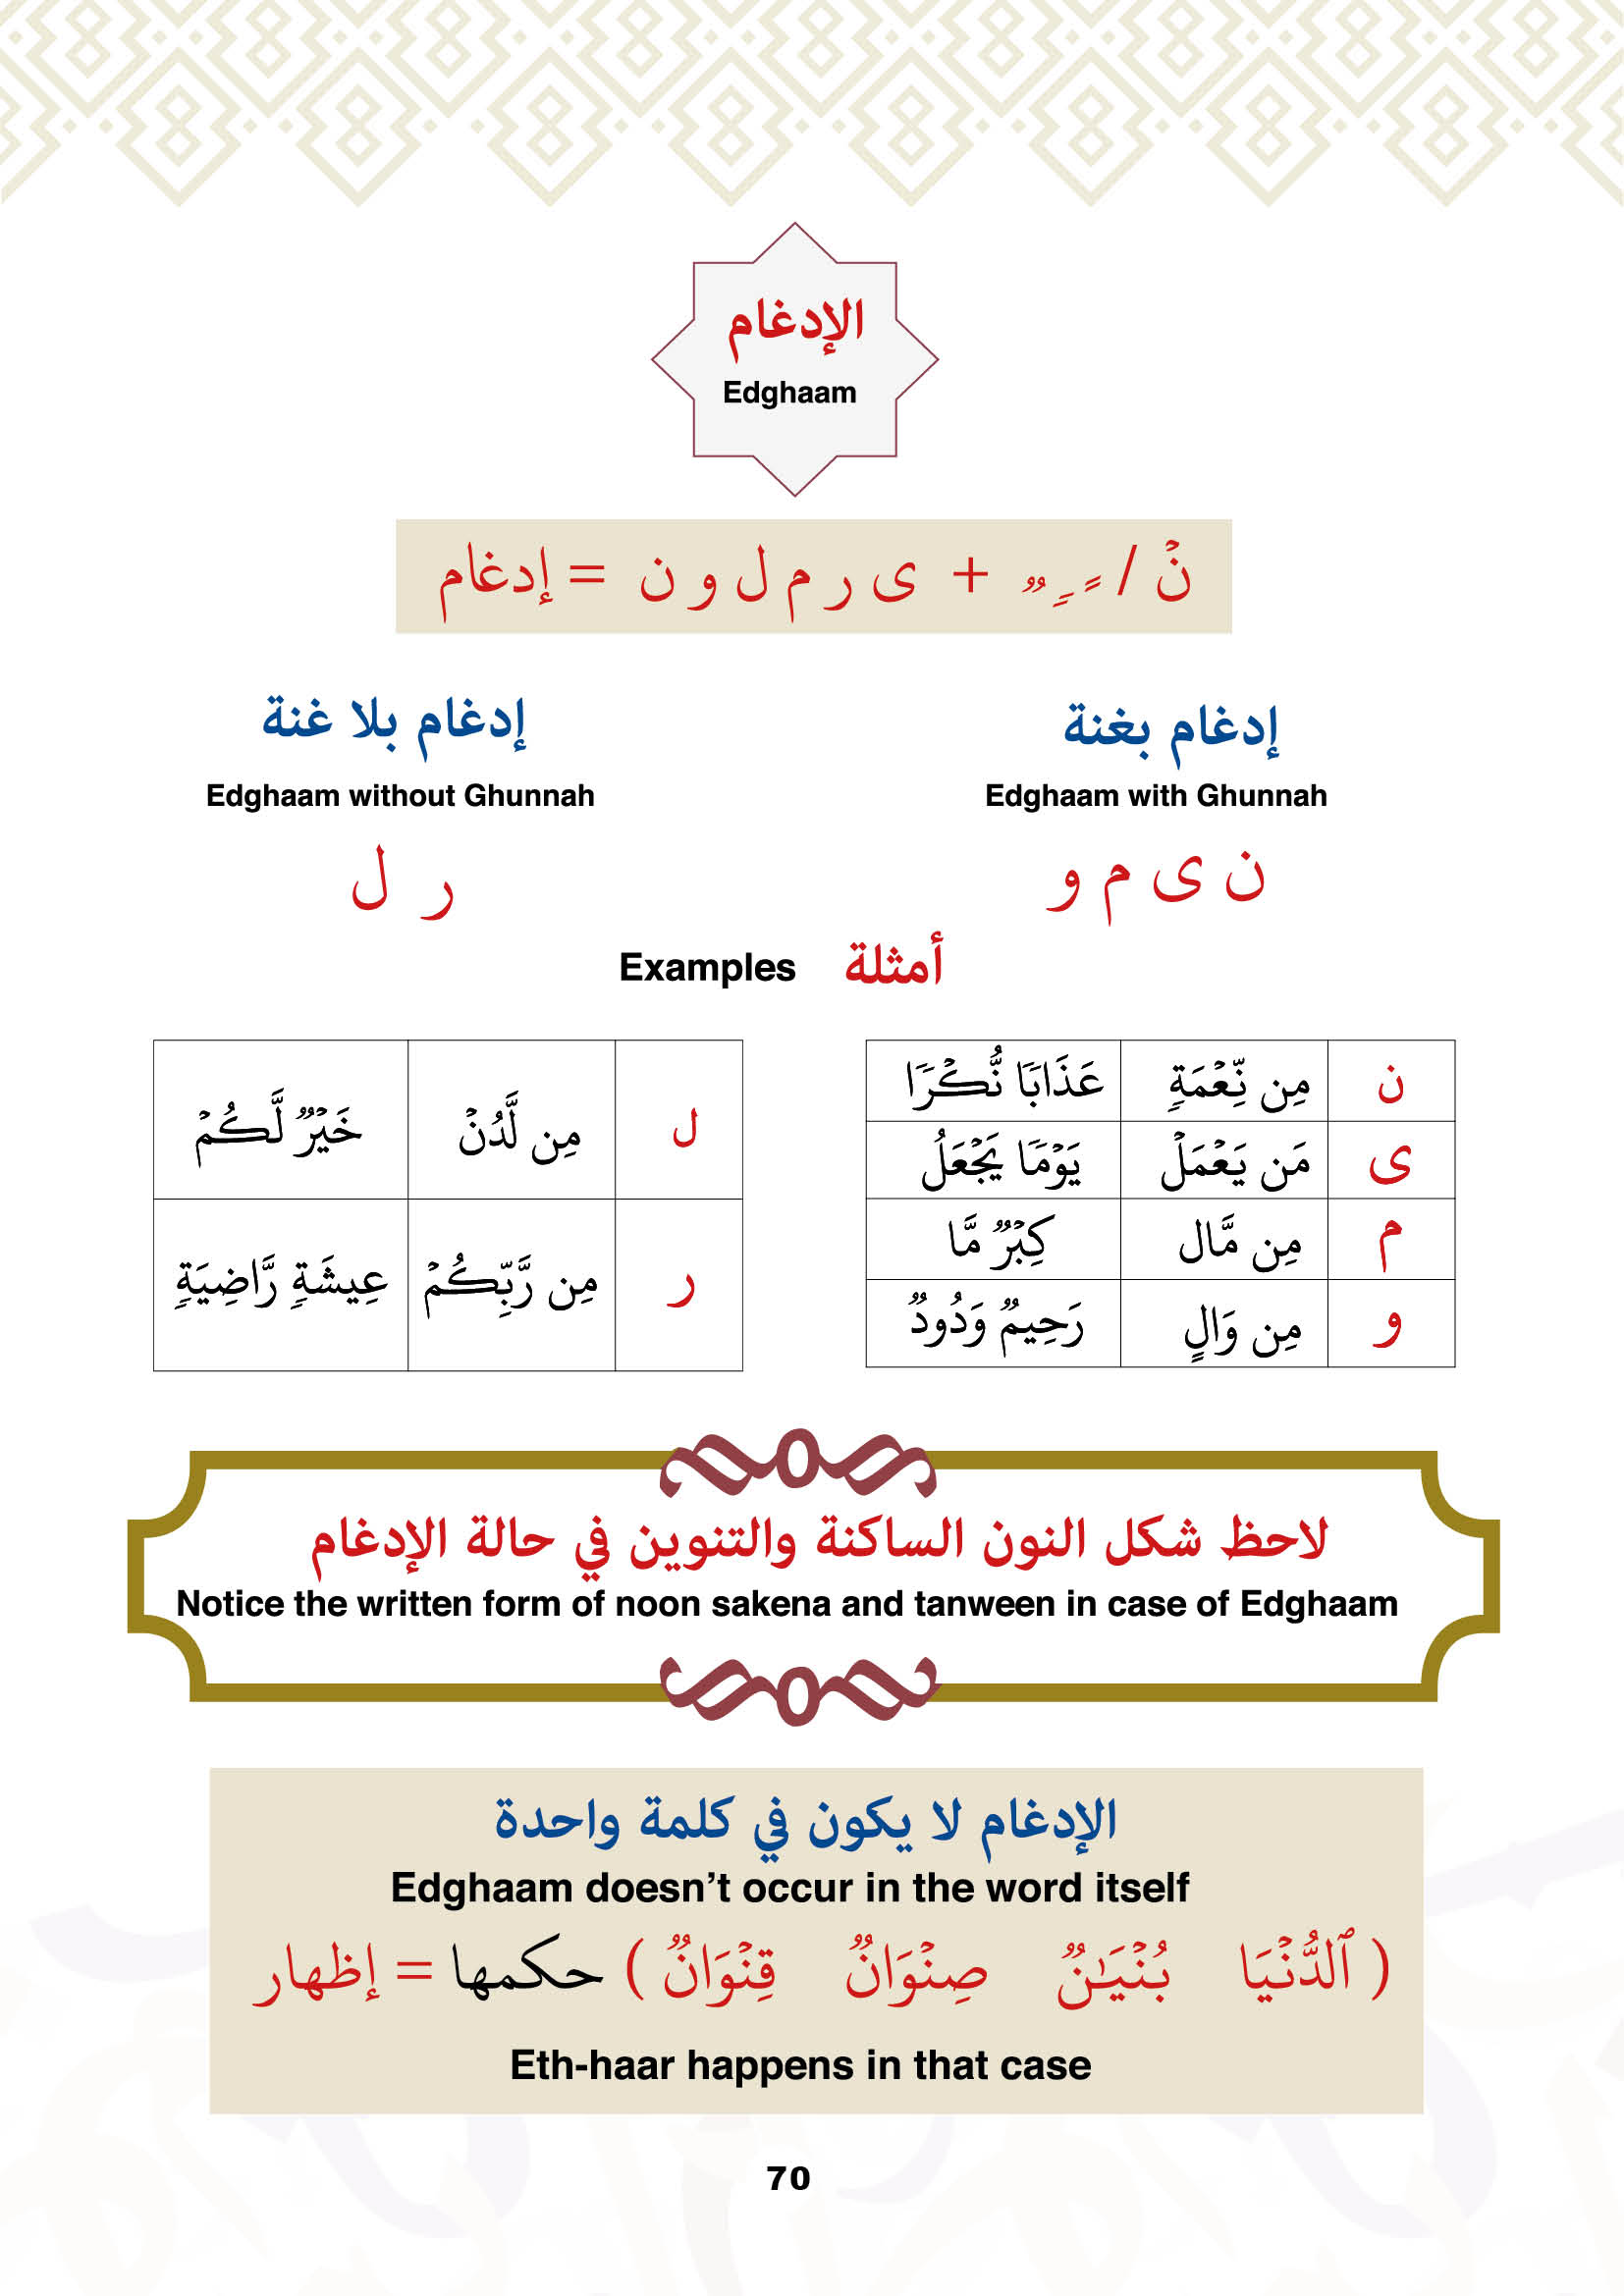 الإدغام
Edghaam
نۡ / ـًـٍـٌ + ى ر م ل و ن = إدغام
إدغام بغنة
Edghaam with Ghunnah
ن ى م و
إدغام بلا غنة
Edghaam without Ghunnah
ر ل
أمثلة Examples
ن مِن نِّعۡمَةٖ عَذَابٗا نُّكۡرٗا
ى مَن يَعۡمَلۡ يَوۡمٗا يَجۡعَلُ
م مِن مَّال كِبۡرٞ مَّا
و مِن وَالٍ رَحِيمٞ وَدُودٞ
ل مِن لَّدُنۡ خَيۡرٞ لَّكُمۡ
ر مِن رَّبِّكُمۡ عِيشَةٖ رَّاضِيَةٖ
لاحظ شكل النون الساكنة والتنوين في حالة الإدغام
Notice the written form of noon sakena and tanween in case of Edghaam
الإدغام لا يكون في كلمة واحدة
Edghaam doesn’t occur in the word itself
( ٱلدُّنۡيَا بُنۡيَٰنٞ صِنۡوَانٞ قِنۡوَانٞ ) حكمها = إظهار
Eth-haar happens in that case
70